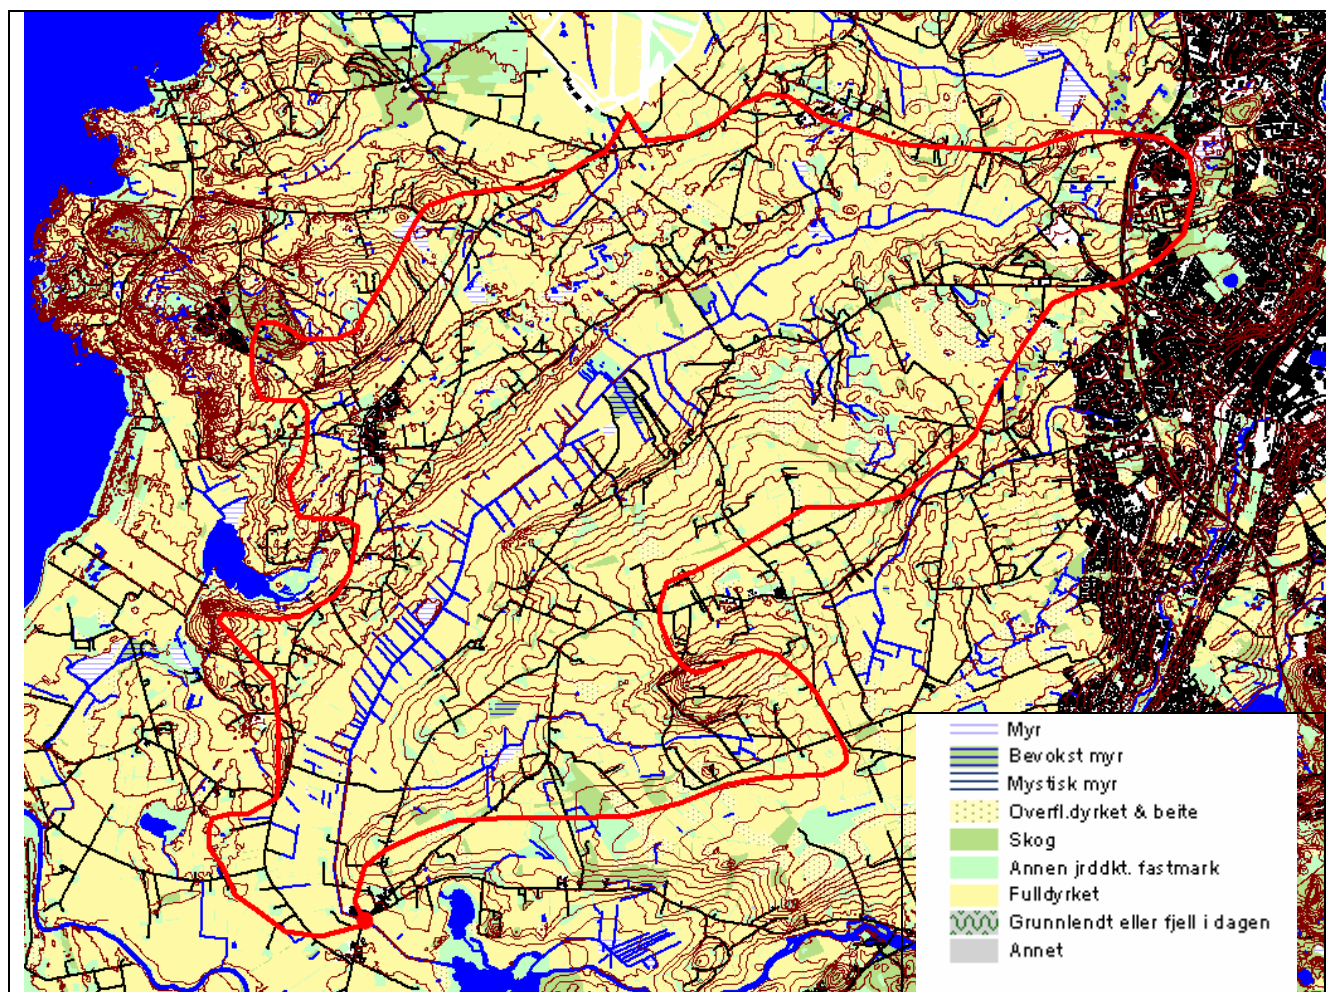 Myr
Bevokst myr
Mystisk myr
Overfl.dyrket & beite
Skog
Annen jrddkt. fastmark
Fulldyrket
Grunnlendt eller fjell i dagen
Annet